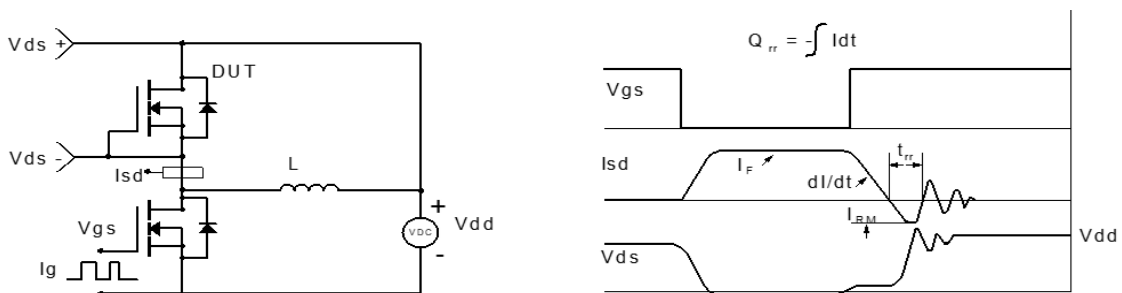 Vds +
DUT
Vds -
Isd
L
Vgs
+
VDC
-
Vdd
Ig
Q rr = -∫ Idt
Vgs
Isd
I F
dI/dt
t rr
I RM
Vds
Vdd